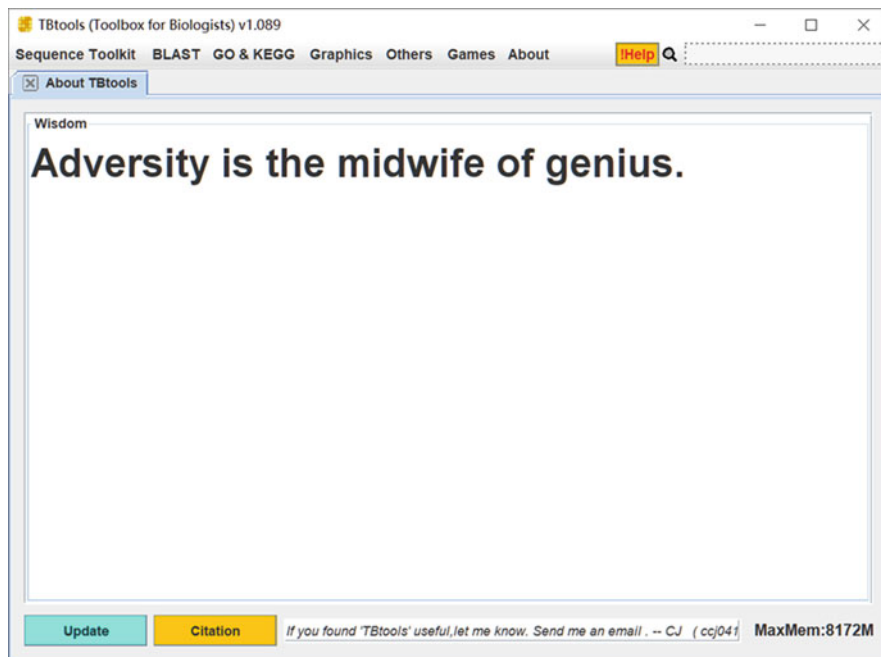 TBtools (Toolbox for Biologists) v1.089
Sequence Toolkit BLAST GO & KEGG Graphics Others Games About !Help
About TBtools
Wisdom
Adversity is the midwife of genius.
Update Citation If you found 'TBtools' useful,let me know. Send me an email . -- CJ ( ccj041 MaxMem:8172M